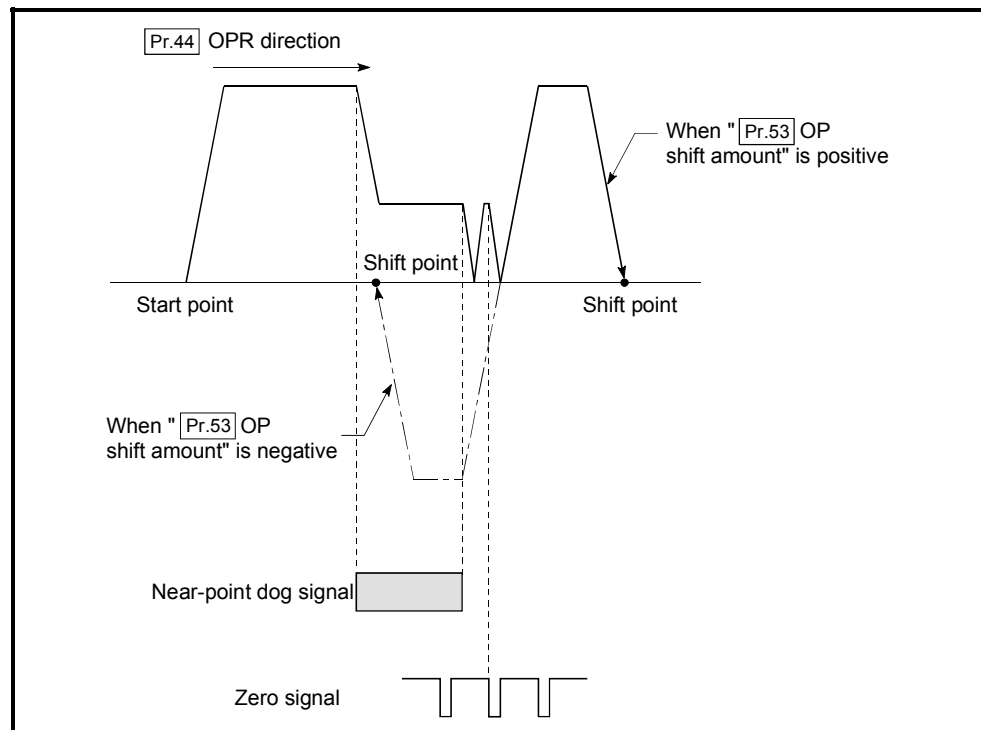 Pr.44 OPR direction
When " Pr.53 OP
shift amount" is positive
Shift point
Start point
Shift point
When " Pr.53 OP
shift amount" is negative
Near-point dog signal
Zero signal